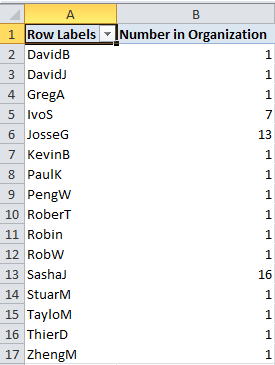 A B
1 Row Labels Number in Organization
2 DavidB 1
3 DavidJ 1
4 GregA 1
5 IvoS 7
6 JosseG 13
7 KevinB 1
8 PaulK 1
9 PengW 1
10 RoberT 1
11 Robin 1
12 RobW 1
13 SashaJ 16
14 StuarM 1
15 TayloM 1
16 ThierD 1
17 ZhengM 1